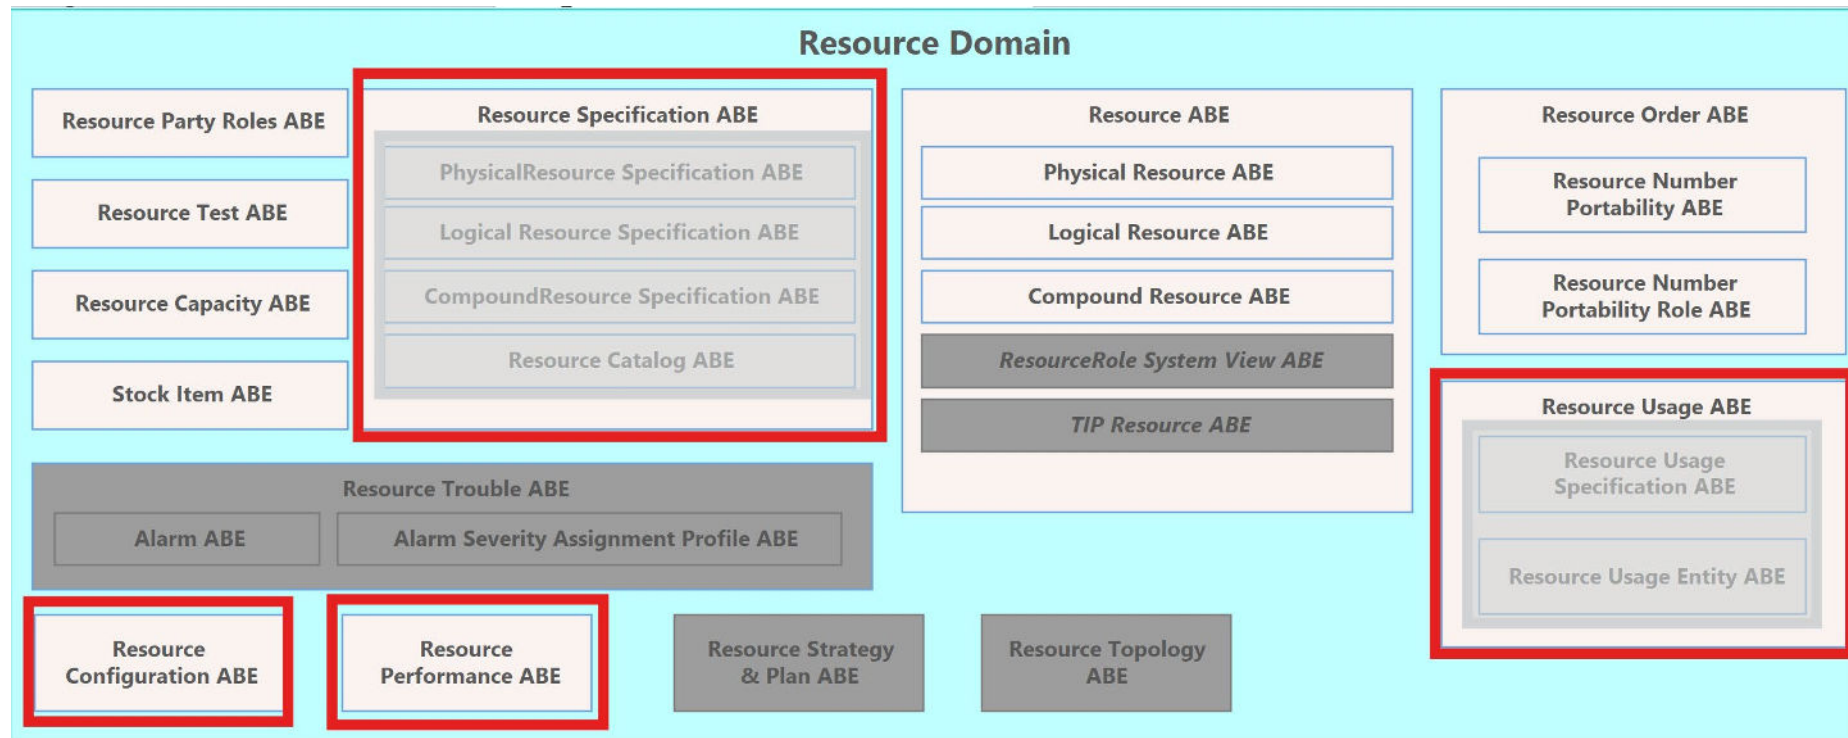 Resource Domain
Resource Party Roles ABE
Resource Test ABE
Resource Capacity ABE
Stock Item ABE
Resource Specification ABE
PhysicalResource Specification ABE
Logical Resource Specification ABE
CompoundResource Specification ABE
Resource Catalog ABE
Resource ABE
Physical Resource ABE
Logical Resource ABE
Compound Resource ABE
ResourceRole System View ABE
TIP Resource ABE
Resource Order ABE
Resource Number
Portability ABE
Resource Number
Portability Role ABE
Resource Usage ABE
Resource Usage
Specification ABE
Resource Usage Entity ABE
Resource Trouble ABE
Alarm ABE
Alarm Severity Assignment Profile ABE
Resource
Configuration ABE
Resource
Performance ABE
Resource Strategy
& Plan ABE
Resource Topology
ABE